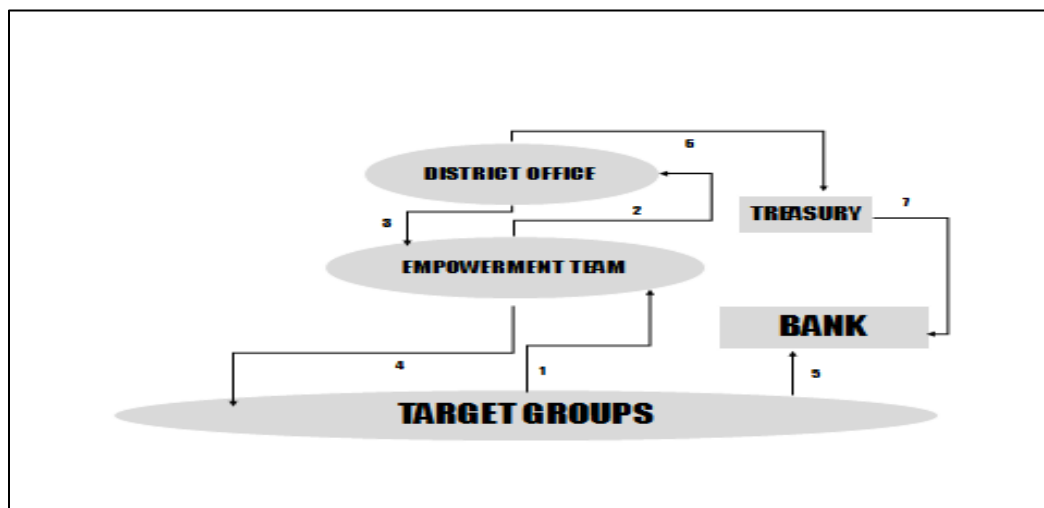 6
DISTRICT OFFICE
2
3
TREASURY
7
EMPOWERMENT TEAM
BANK
4
1
5
TARGET GROUPS